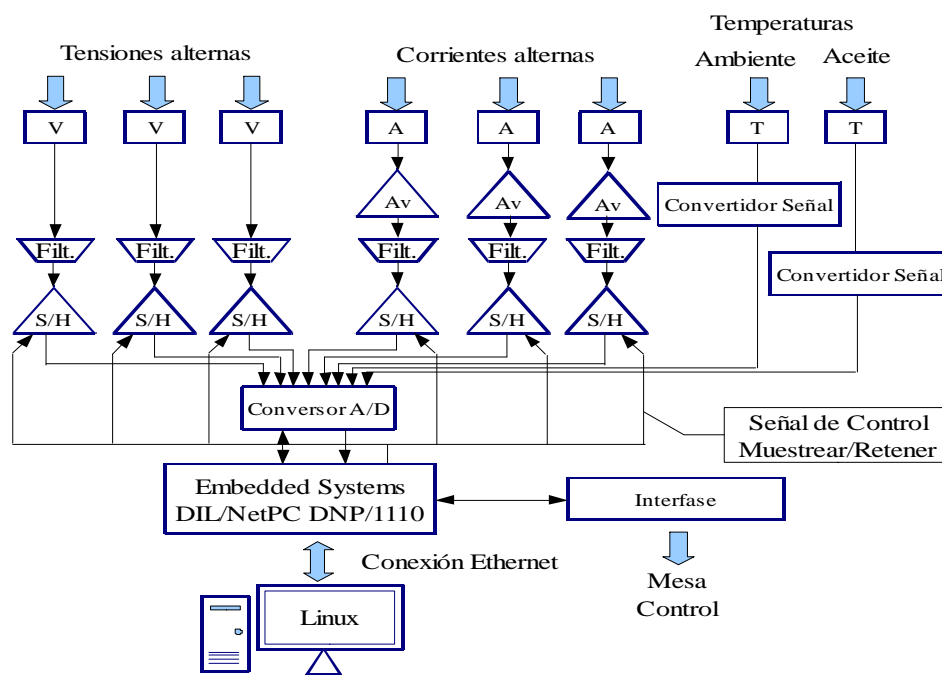 Temperaturas
Tensiones alternas
Corrientes alternas
Ambiente
Aceite
V
V
V
A
A
A
T
T
Av
Av
Av
Convertidor Señal
Filt.
Filt.
Filt.
Filt.
Filt.
Filt.
Convertidor Señal
S/H
S/H
S/H
S/H
S/H
S/H
Conversor A/D
Señal de Control
Muestrear/Retener
Embedded Systems
DIL/NetPC DNP/1110
Interfase
Conexión Ethernet
Mesa
Control
Linux